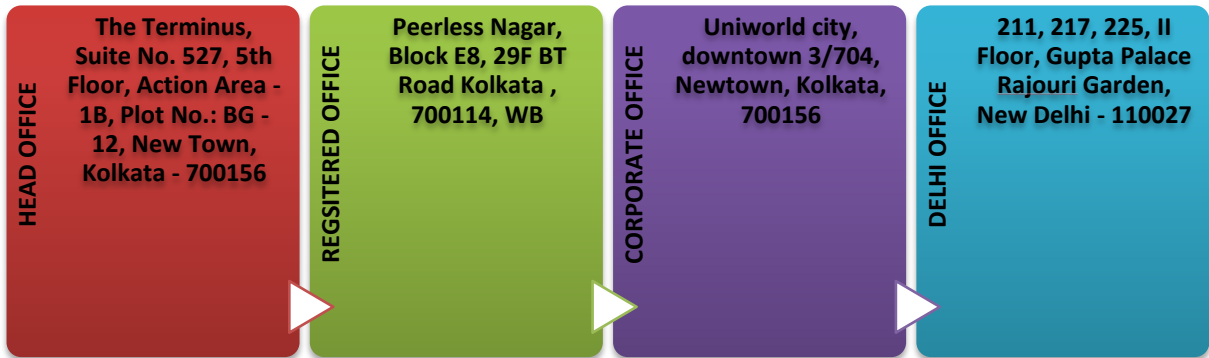 HEAD OFFICE
The Terminus,
Suite No. 527, 5th
Floor, Action Area -
1B, Plot No.: BG -
12, New Town,
Kolkata - 700156
REGSITERED OFFICE
Peerless Nagar,
Block E8, 29F BT
Road Kolkata ,
700114, WB
CORPORATE OFFICE
Uniworld city,
downtown 3/704,
Newtown, Kolkata,
700156
DELHI OFFICE
211, 217, 225, II
Floor, Gupta Palace
Rajouri Garden,
New Delhi - 110027